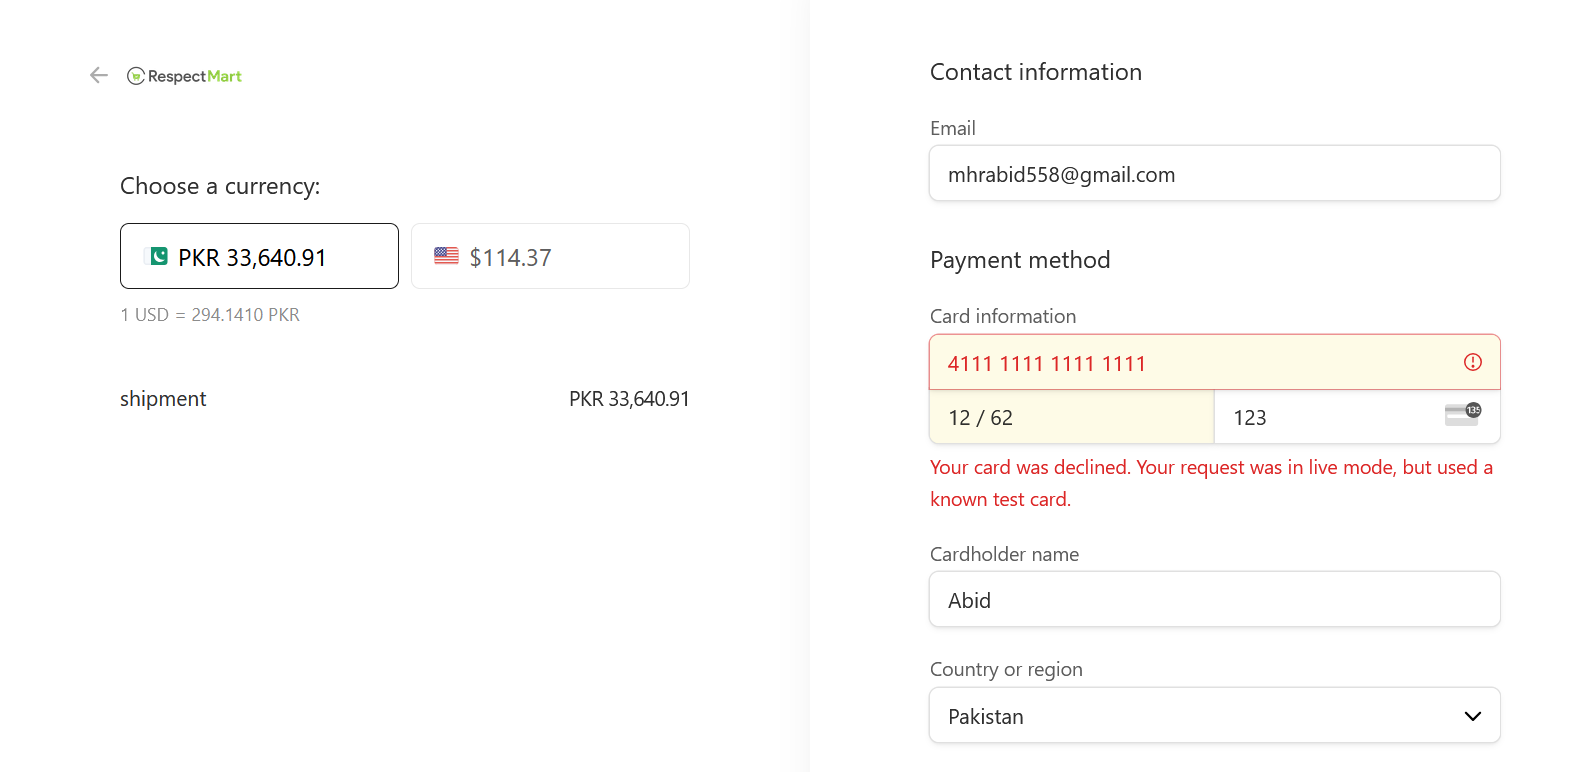 RespectMart
Choose a currency:
PKR 33,640.91
$114.37
1 USD = 294.1410 PKR
shipment
PKR 33,640.91
Contact information
Email
mhrabid558@gmail.com
Payment method
Card information
4111 1111 1111 1111
12 / 62
123
135
Your card was declined. Your request was in live mode, but used a
known test card.
Cardholder name
Abid
Country or region
Pakistan